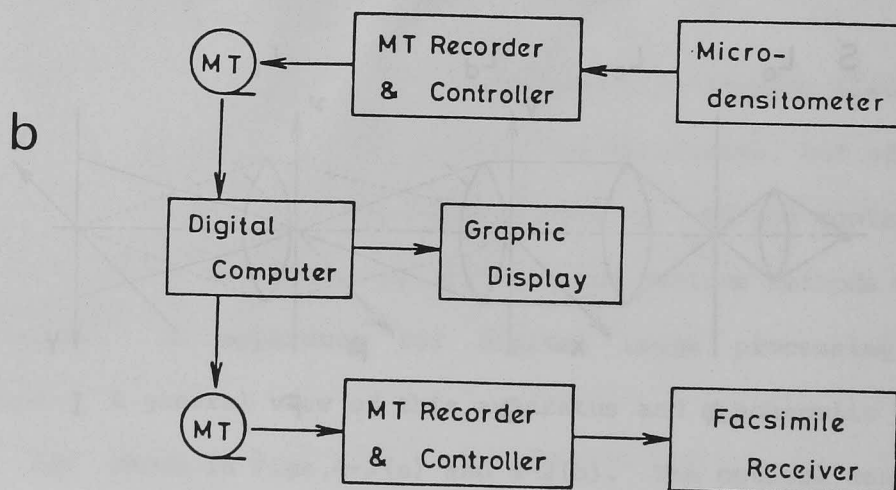 MT
MT Recorder
& Controller
Micro-
densitometer
b
Digital
Computer
Graphic
Display
MT
MT Recorder
& Controller
Facsimile
Receiver